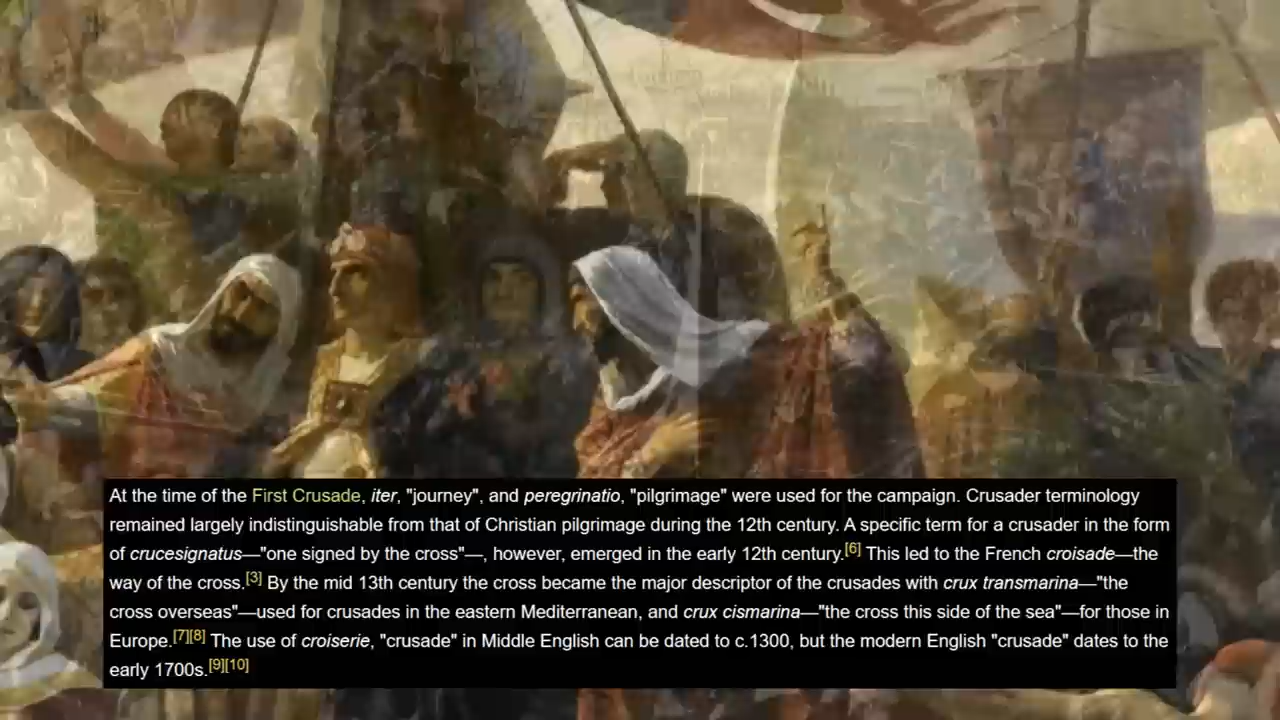 At the time of the First Crusade, iter, "journey", and peregrinatio, "pilgrimage" were used for the campaign. Crusader terminology
remained largely indistinguishable from that of Christian pilgrimage during the 12th century. A specific term for a crusader in the form
of crucesignatus—"one signed by the cross"—, however, emerged in the early 12th century.[6] This led to the French croisade—the
way of the cross.[3] By the mid 13th century the cross became the major descriptor of the crusades with crux transmarina—"the
cross overseas"—used for crusades in the eastern Mediterranean, and crux cismarina—"the cross this side of the sea"—for those in
Europe.[7][8] The use of croiserie, "crusade" in Middle English can be dated to c.1300, but the modern English "crusade" dates to the
early 1700s.[9][10]